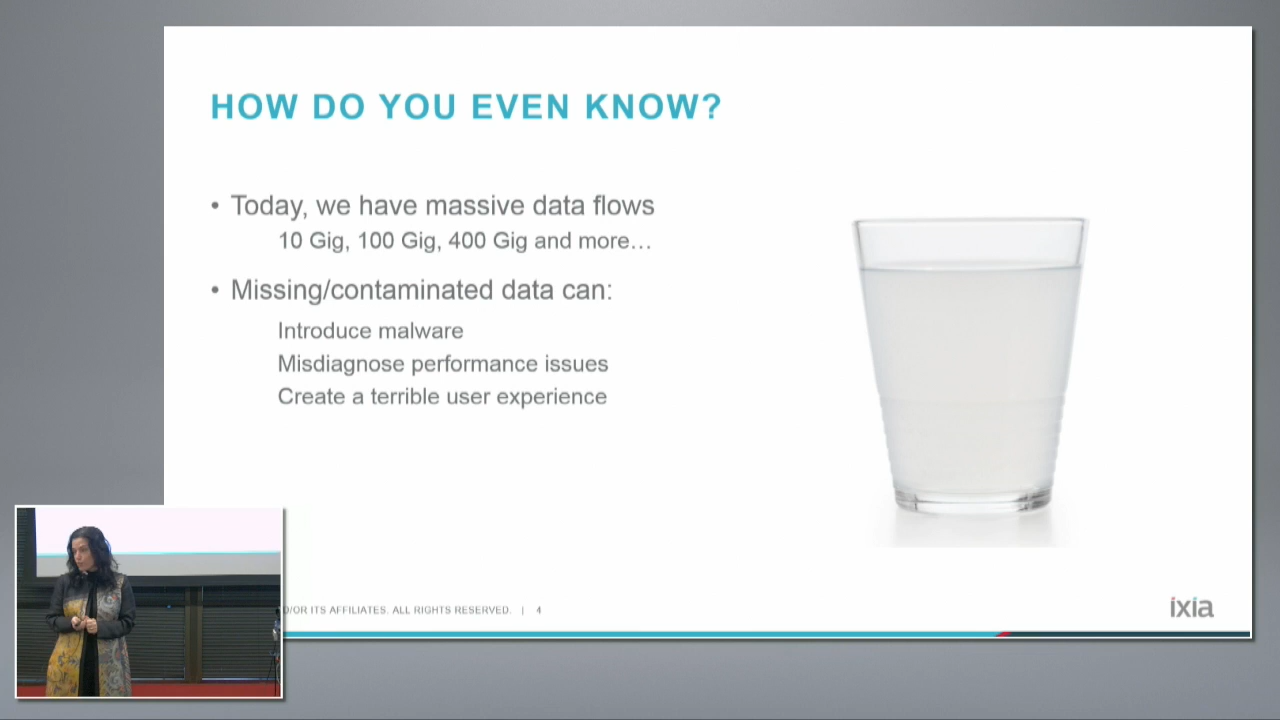 HOW DO YOU EVEN KNOW?
• Today, we have massive data flows
10 Gig, 100 Gig, 400 Gig and more…
• Missing/contaminated data can:
Introduce malware
Misdiagnose performance issues
Create a terrible user experience
D/OR ITS AFFILIATES. ALL RIGHTS RESERVED. | 4
ixia